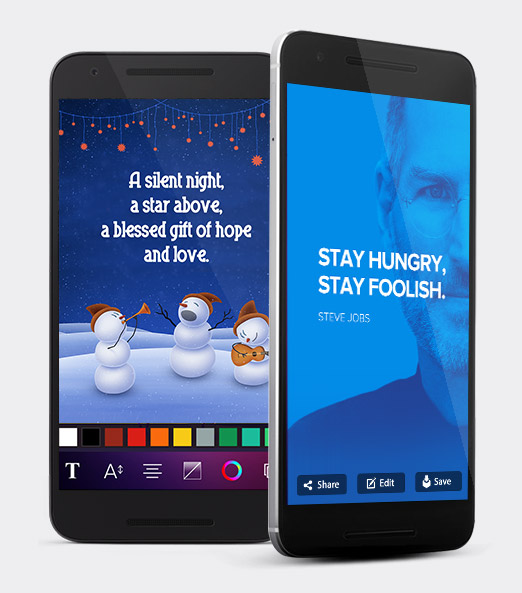 A silent night,
a star above,
a blessed gift of hope
and love.
T
A
STAY HUNGRY,
STAY FOOLISH.
STEVE JOBS
Share
Edit
Save